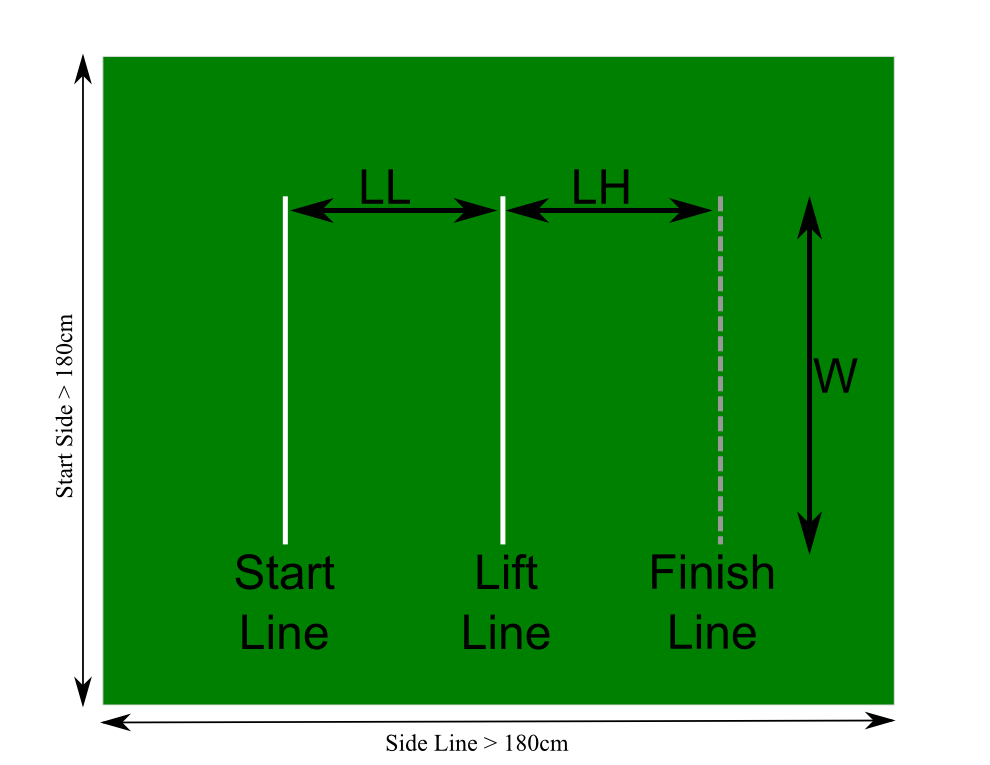 LL
LH
W
Start Side > 180cm
Start
Line
Lift
Line
Finish
Line
Side Line > 180cm